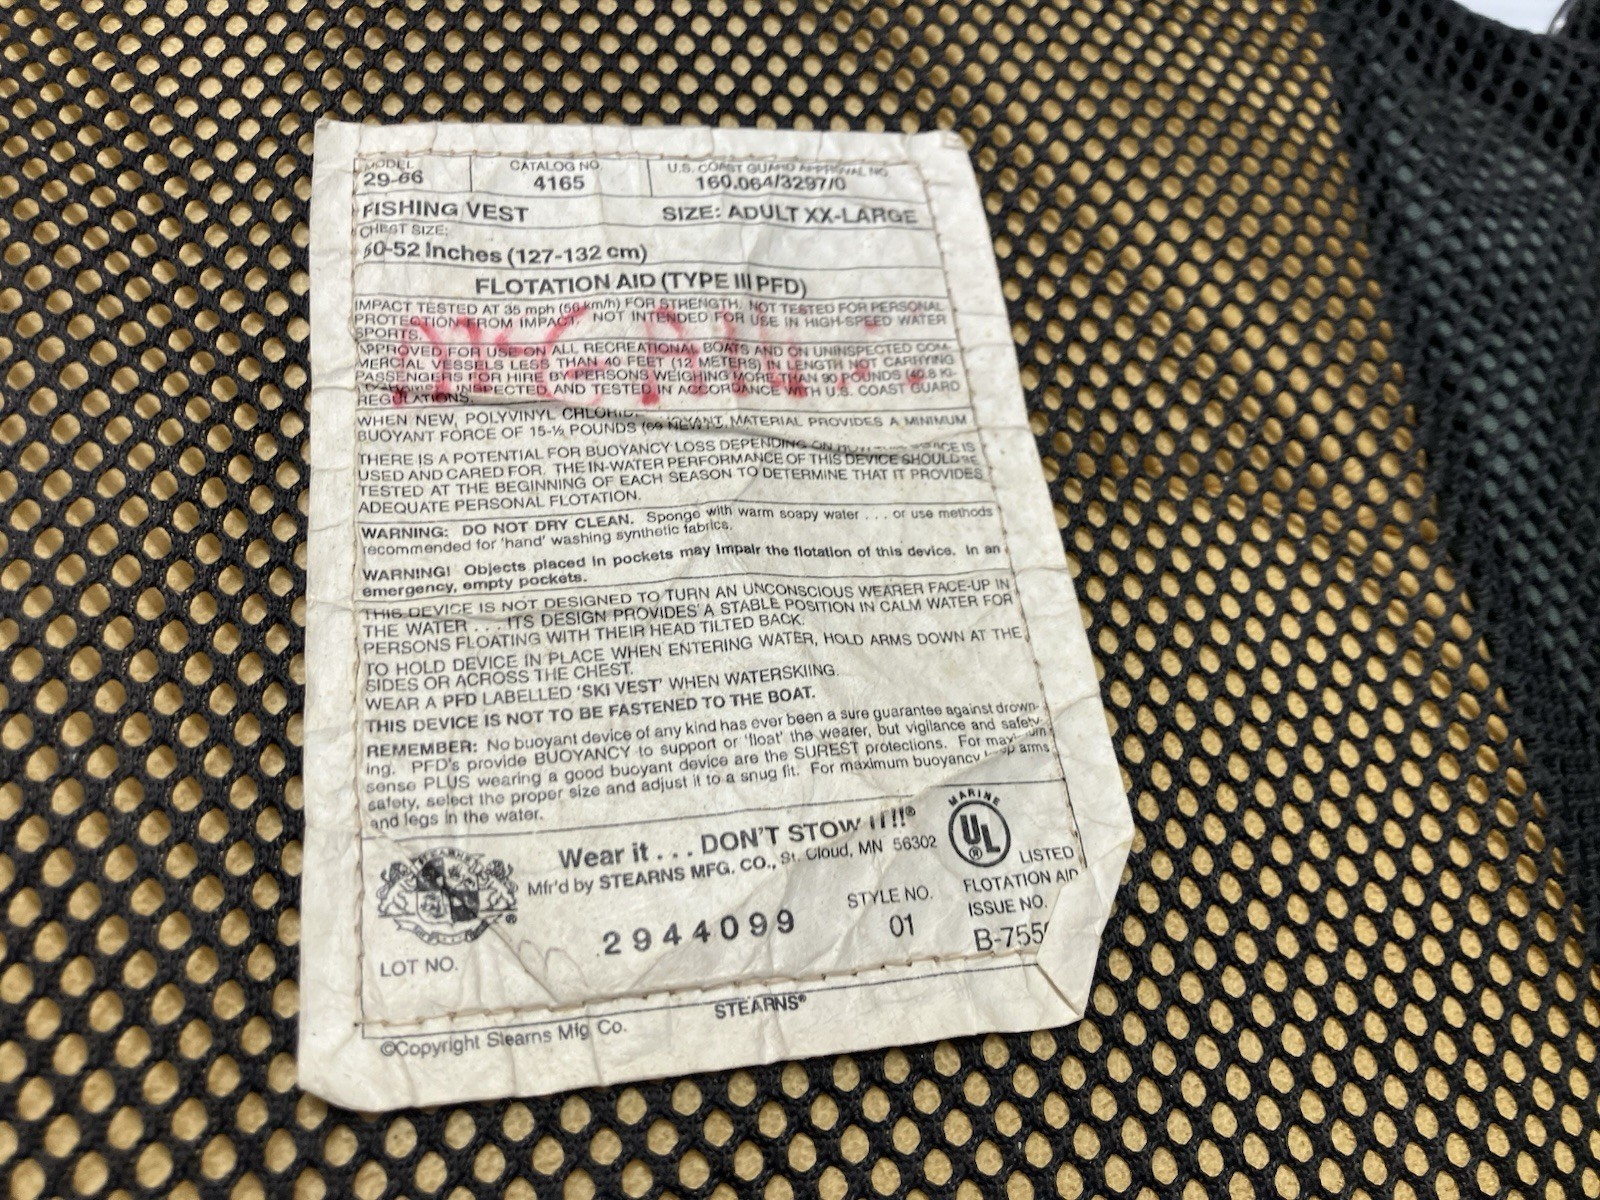 MODEL
29-66
CATALOG NO.
4165
U.S. COAST GUARD APPROVAL NO.
160.064/3297/0
FISHING VEST
SIZE: ADULT XX-LARGE
CHEST SIZE:
50-52 Inches (127-132 cm)
FLOTATION AID (TYPE III PFD)
IMPACT TESTED AT 35 mph (56 km/h) FOR STRENGTH. NOT TESTED FOR PERSONAL
PROTECTION FROM IMPACT. NOT INTENDED FOR USE IN HIGH-SPEED WATER
SPORTS.
APPROVED FOR USE ON ALL RECREATIONAL BOATS AND ON UNINSPECTED COM-
MERCIAL VESSELS LESS THAN 40 FEET (12 METERS) IN LENGTH NOT CARRYING
PASSENGERS FOR HIRE BY PERSONS WEIGHING MORE THAN 90 POUNDS (40.8 KI-
INSPECTED AND TESTED IN ACCORDANCE WITH U.S. COAST GUARD
REGULATIONS.
WHEN NEW, POLYVINYL CHLORIDE BUOYANT MATERIAL PROVIDES A MINIMUM
BUOYANT FORCE OF 15-½ POUNDS (69 NEWT).
THERE IS A POTENTIAL FOR BUOYANCY LOSS DEPENDING ON HOW IS
USED AND CARED FOR. THE IN-WATER PERFORMANCE OF THIS DEVICE SHOULD BE
TESTED AT THE BEGINNING OF EACH SEASON TO DETERMINE THAT IT PROVIDES
ADEQUATE PERSONAL FLOTATION.
WARNING: DO NOT DRY CLEAN. Sponge with warm soapy water . . . or use methods
recommended for 'hand' washing synthetic fabrics.
WARNING! Objects placed in pockets may impair the flotation of this device. In an
emergency, empty pockets.
THIS DEVICE IS NOT DESIGNED TO TURN AN UNCONSCIOUS WEARER FACE-UP IN
THE WATER . . . ITS DESIGN PROVIDES A STABLE POSITION IN CALM WATER FOR
PERSONS FLOATING WITH THEIR HEAD TILTED BACK.
TO HOLD DEVICE IN PLACE WHEN ENTERING WATER, HOLD ARMS DOWN AT THE
SIDES OR ACROSS THE CHEST.
WEAR A PFD LABELLED 'SKI VEST' WHEN WATERSKIING.
THIS DEVICE IS NOT TO BE FASTENED TO THE BOAT.
REMEMBER: No buoyant device of any kind has ever been a sure guarantee against drown-
ing. PFD's provide BUOYANCY to support or 'float' the wearer, but vigilance and safety
sense PLUS wearing a good buoyant device are the SUREST protections. For maximum
safety, select the proper size and adjust it to a snug fit. For maximum buoyancy keep arms
and legs in the water.
Wear it . . . DON'T STOW IT!!®
Mfr'd by STEARNS MFG. CO., St. Cloud, MN 56302
MARINE
UL
®
LISTED
FLOTATION AID
ISSUE NO.
B-755
STYLE NO.
01
2944099
®
LOT NO.
STEARNS®
©Copyright Stearns Mfg Co.